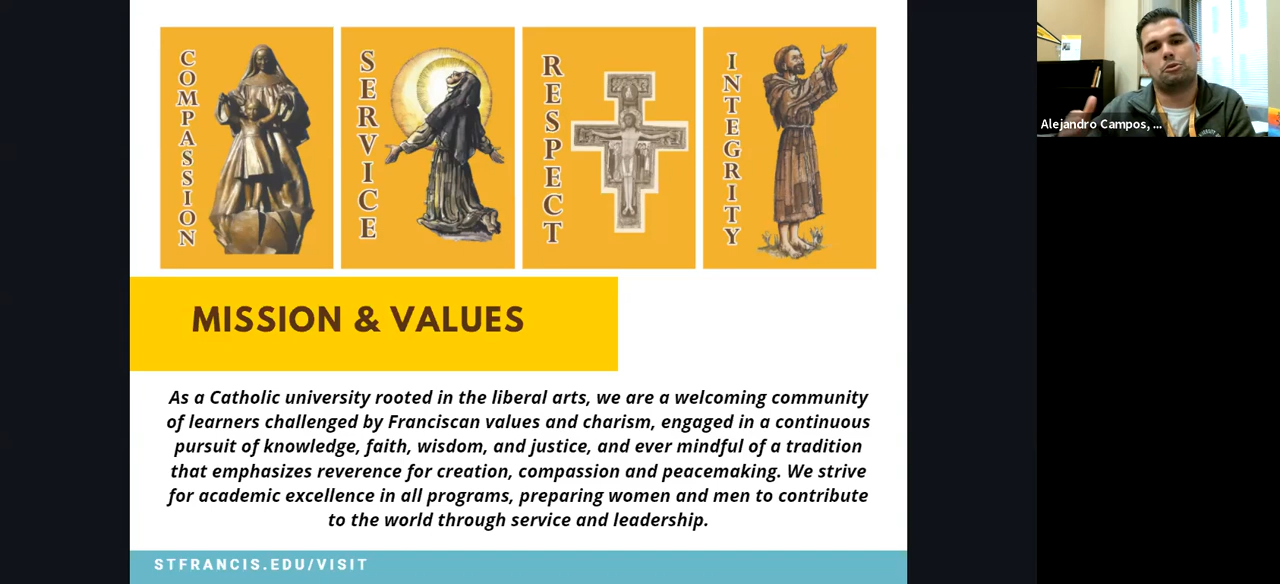 COMPASSION
SERVICE
RESPECT
INTEGRITY
Alejandro Campos, ...
MISSION & VALUES
As a Catholic university rooted in the liberal arts, we are a welcoming community
of learners challenged by Franciscan values and charism, engaged in a continuous
pursuit of knowledge, faith, wisdom, and justice, and ever mindful of a tradition
that emphasizes reverence for creation, compassion and peacemaking. We strive
for academic excellence in all programs, preparing women and men to contribute
to the world through service and leadership.
STFRANCIS.EDU/VISIT